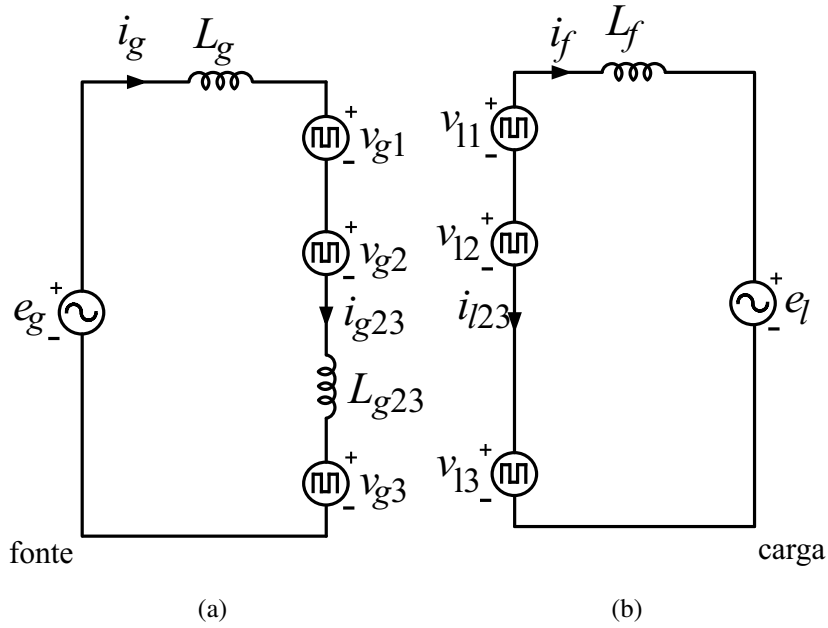 i_g L_g
i_f L_f
+ v_g1 -
+ v_l1 -
+ v_g2 -
+ v_l2 -
i_g23
i_l23
+ e_g -
+ e_l -
L_g23
+ v_g3 -
+ v_l3 -
fonte
carga
(a)
(b)